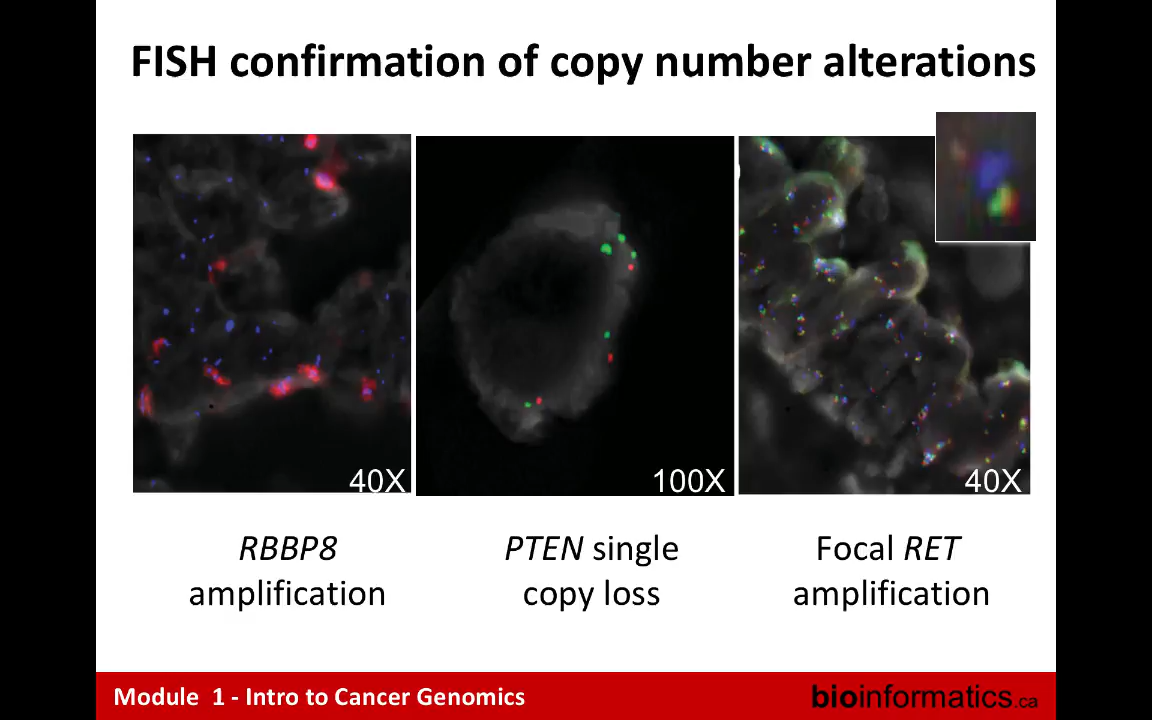 FISH confirmation of copy number alterations
40X
100X
40X
RBBP8
amplification
PTEN single
copy loss
Focal RET
amplification
Module 1 - Intro to Cancer Genomics
bioinformatics.ca